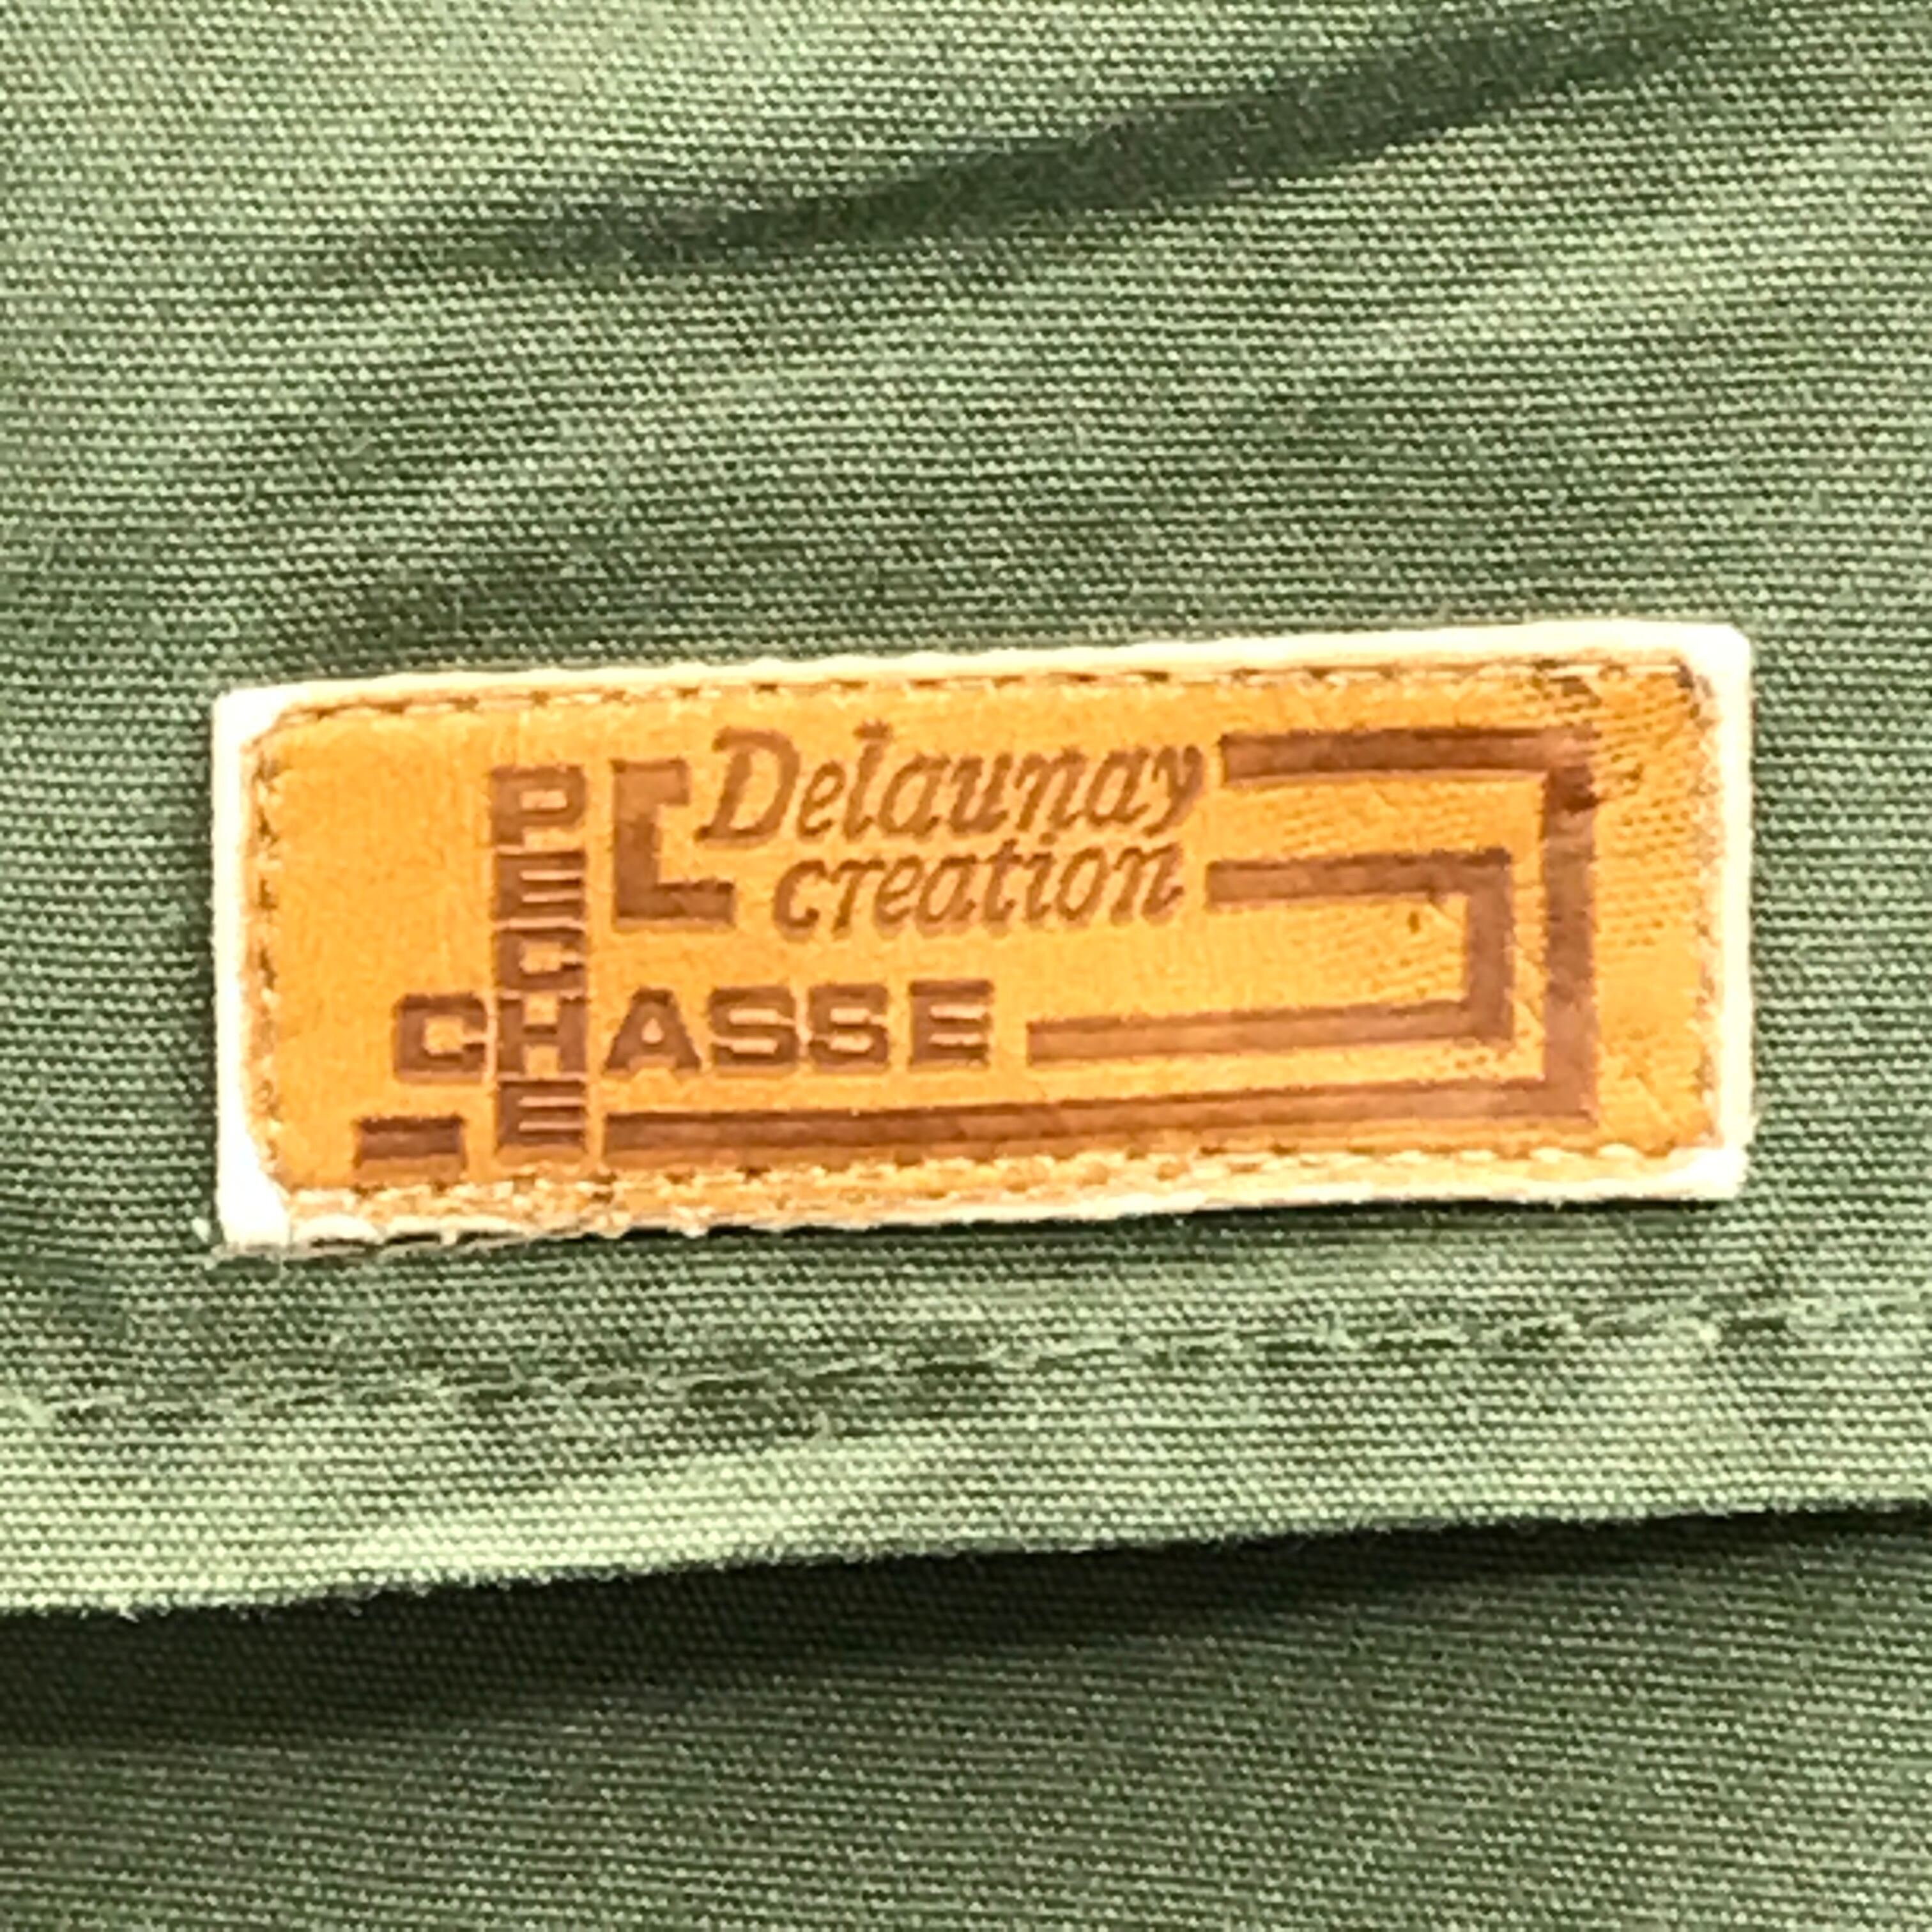 Delaunay
creation
PECHE
CHASSE